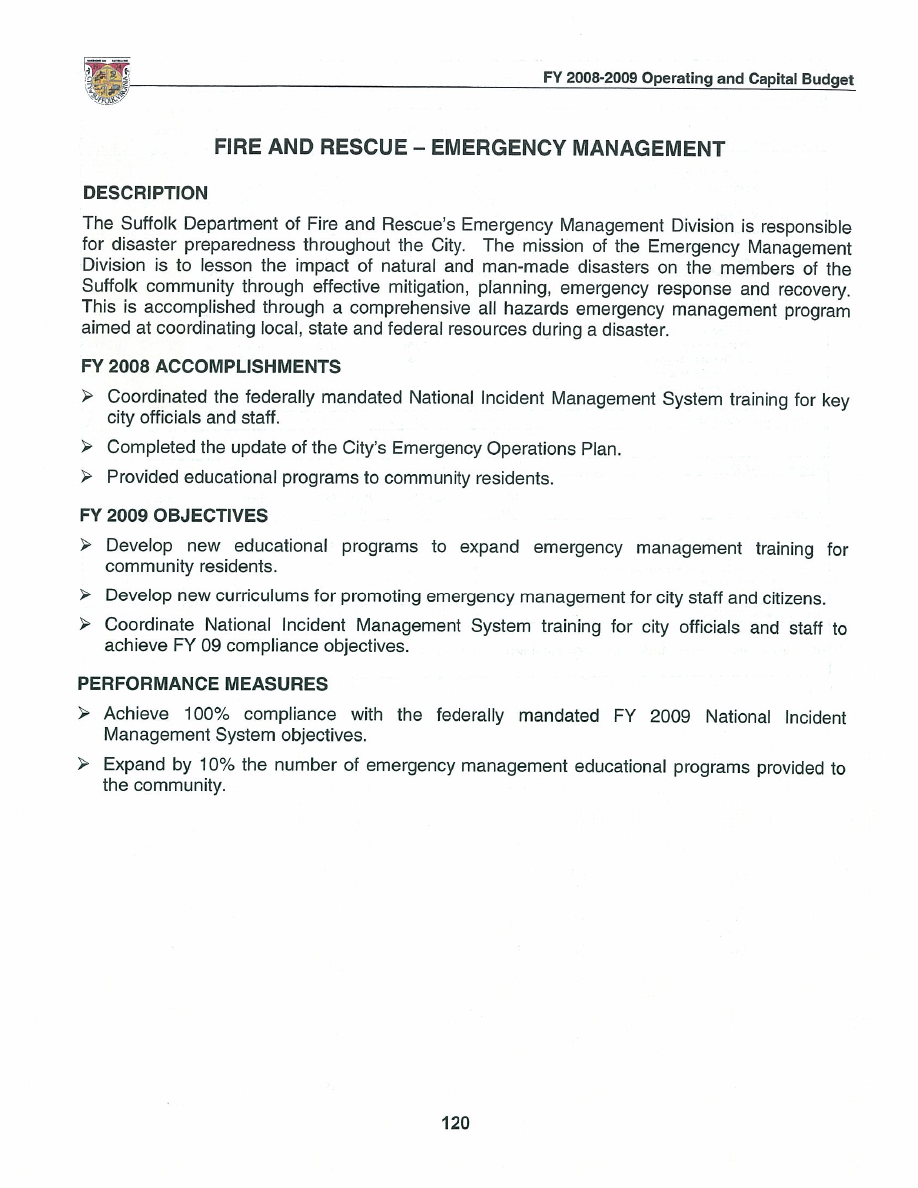 FY 2008-2009 Operating and Capital Budget
FIRE AND RESCUE – EMERGENCY MANAGEMENT
DESCRIPTION
The Suffolk Department of Fire and Rescue's Emergency Management Division is responsible
for disaster preparedness throughout the City. The mission of the Emergency Management
Division is to lesson the impact of natural and man-made disasters on the members of the
Suffolk community through effective mitigation, planning, emergency response and recovery.
This is accomplished through a comprehensive all hazards emergency management program
aimed at coordinating local, state and federal resources during a disaster.
FY 2008 ACCOMPLISHMENTS
➢ Coordinated the federally mandated National Incident Management System training for key
city officials and staff.
➢ Completed the update of the City's Emergency Operations Plan.
➢ Provided educational programs to community residents.
FY 2009 OBJECTIVES
➢ Develop new educational programs to expand emergency management training for
community residents.
➢ Develop new curriculums for promoting emergency management for city staff and citizens.
➢ Coordinate National Incident Management System training for city officials and staff to
achieve FY 09 compliance objectives.
PERFORMANCE MEASURES
➢ Achieve 100% compliance with the federally mandated FY 2009 National Incident
Management System objectives.
➢ Expand by 10% the number of emergency management educational programs provided to
the community.
120